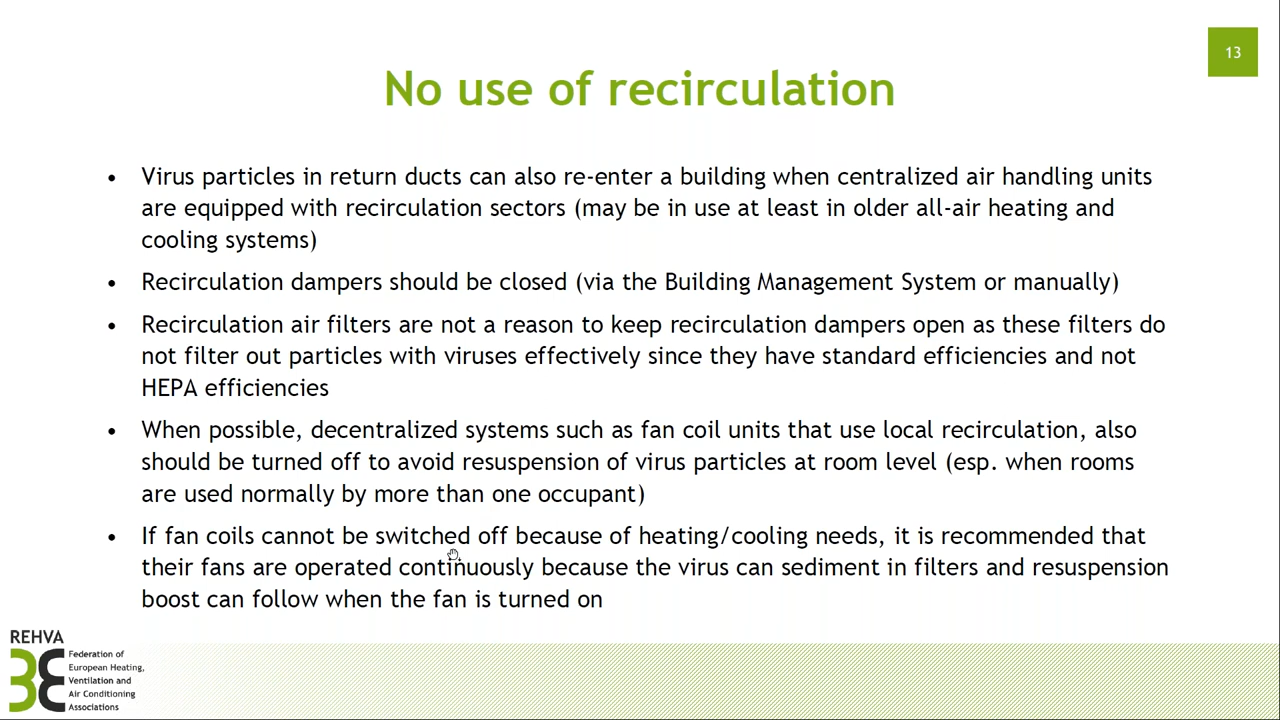 13
No use of recirculation
• Virus particles in return ducts can also re-enter a building when centralized air handling units
are equipped with recirculation sectors (may be in use at least in older all-air heating and
cooling systems)
• Recirculation dampers should be closed (via the Building Management System or manually)
• Recirculation air filters are not a reason to keep recirculation dampers open as these filters do
not filter out particles with viruses effectively since they have standard efficiencies and not
HEPA efficiencies
• When possible, decentralized systems such as fan coil units that use local recirculation, also
should be turned off to avoid resuspension of virus particles at room level (esp. when rooms
are used normally by more than one occupant)
• If fan coils cannot be switched off because of heating/cooling needs, it is recommended that
their fans are operated continuously because the virus can sediment in filters and resuspension
boost can follow when the fan is turned on
REHVA
Federation of
European Heating,
Ventilation and
Air Conditioning
Associations